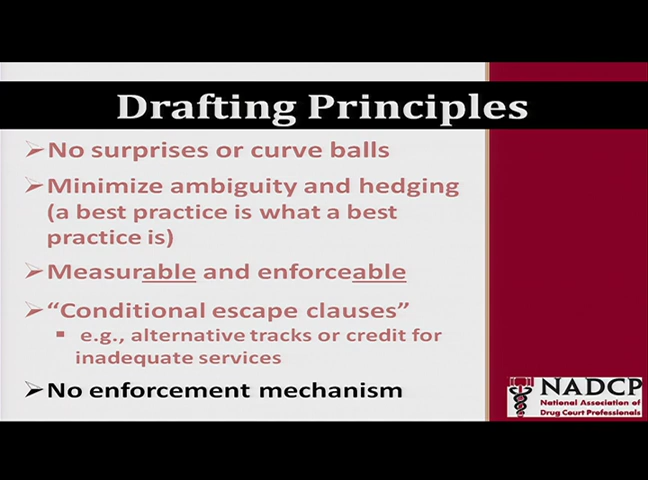 Drafting Principles
➢No surprises or curve balls
➢Minimize ambiguity and hedging
(a best practice is what a best
practice is)
➢Measurable and enforceable
➢“Conditional escape clauses”
▪ e.g., alternative tracks or credit for
inadequate services
➢No enforcement mechanism
NADCP
National Association of
Drug Court Professionals